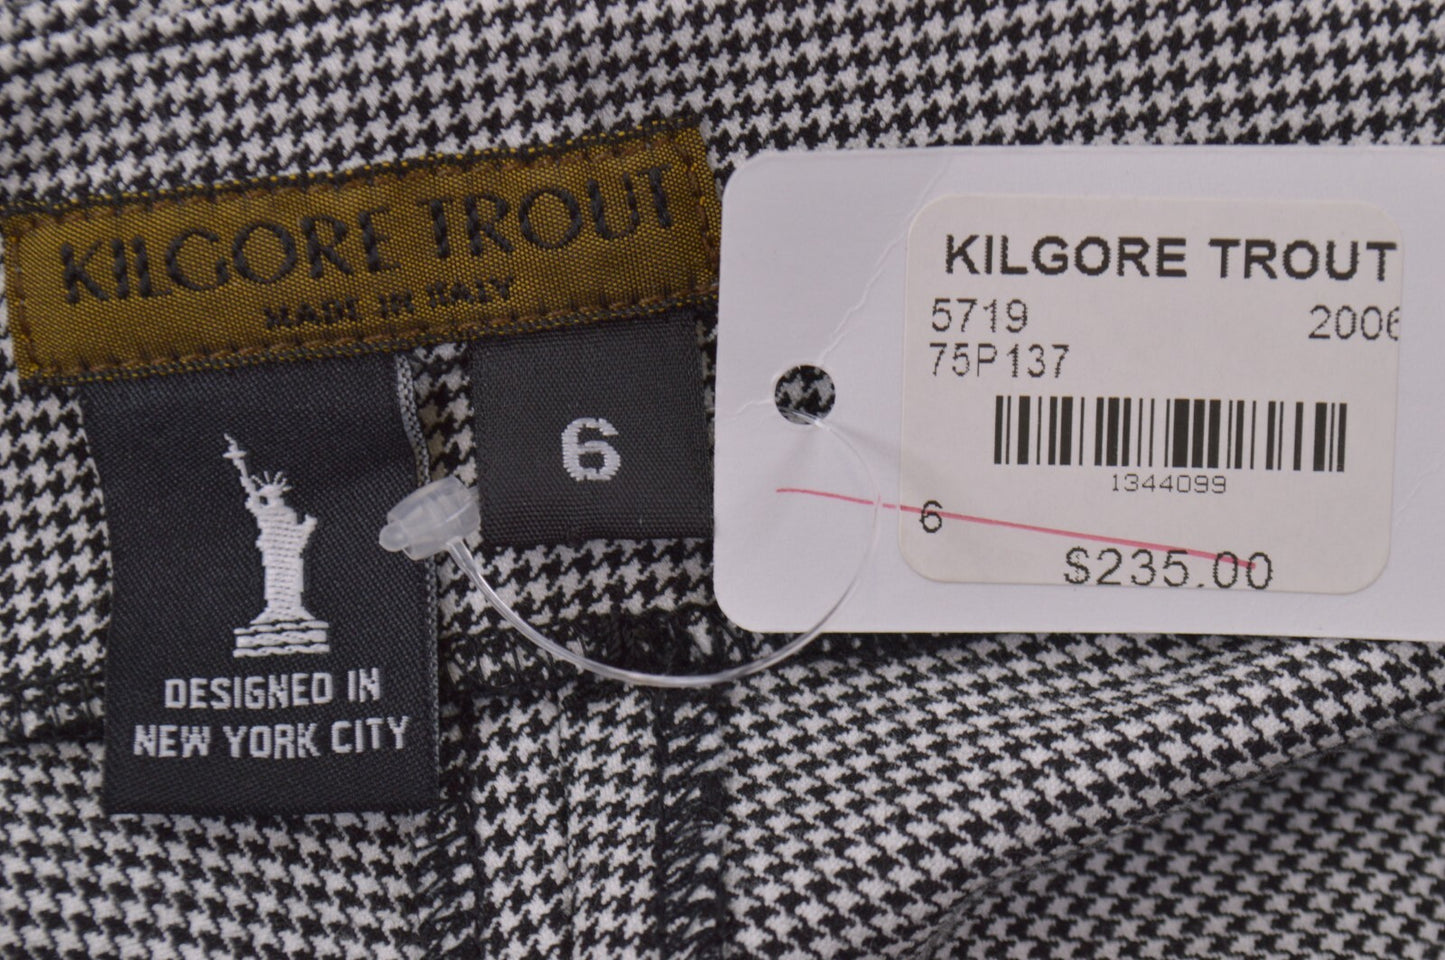 KILGORE TROUT
MADE IN ITALY
6
DESIGNED IN
NEW YORK CITY
KILGORE TROUT
5719 2006
75P137
1344099
6
$235.00